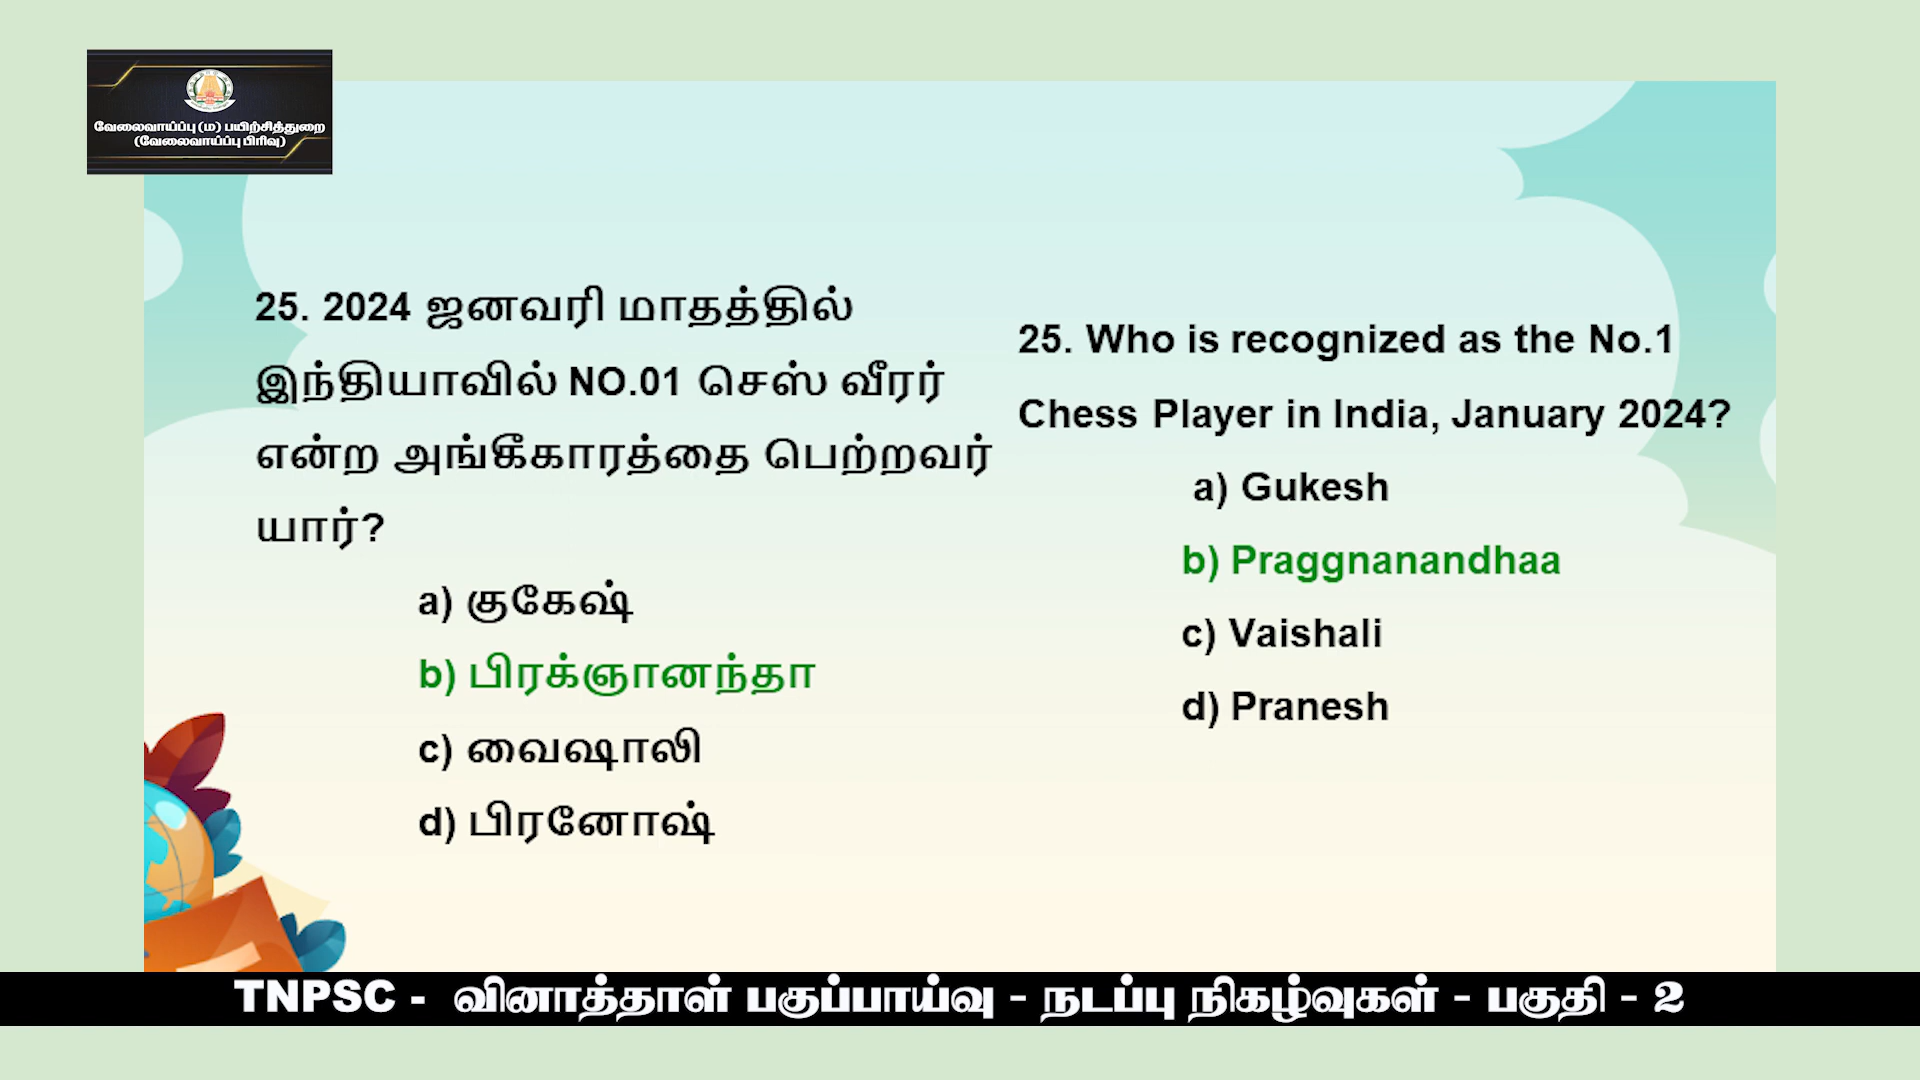 வேலைவாய்ப்பு (ம) பயிற்சித்துறை
(வேலைவாய்ப்பு பிரிவு)
25. 2024 ஜனவரி மாதத்தில்
இந்தியாவில் NO.01 செஸ் வீரர்
என்ற அங்கீகாரத்தை பெற்றவர்
யார்?
a) குகேஷ்
b) பிரக்ஞானந்தா
c) வைஷாலி
d) பிரனோஷ்
25. Who is recognized as the No.1
Chess Player in India, January 2024?
a) Gukesh
b) Praggnanandhaa
c) Vaishali
d) Pranesh
TNPSC - வினாத்தாள் பகுப்பாய்வு - நடப்பு நிகழ்வுகள் - பகுதி - 2